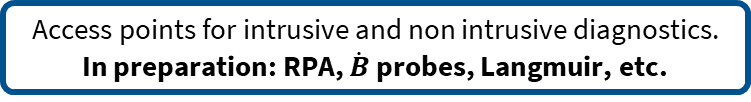 Access points for intrusive and non intrusive diagnostics.
In preparation: RPA, Ḃ probes, Langmuir, etc.